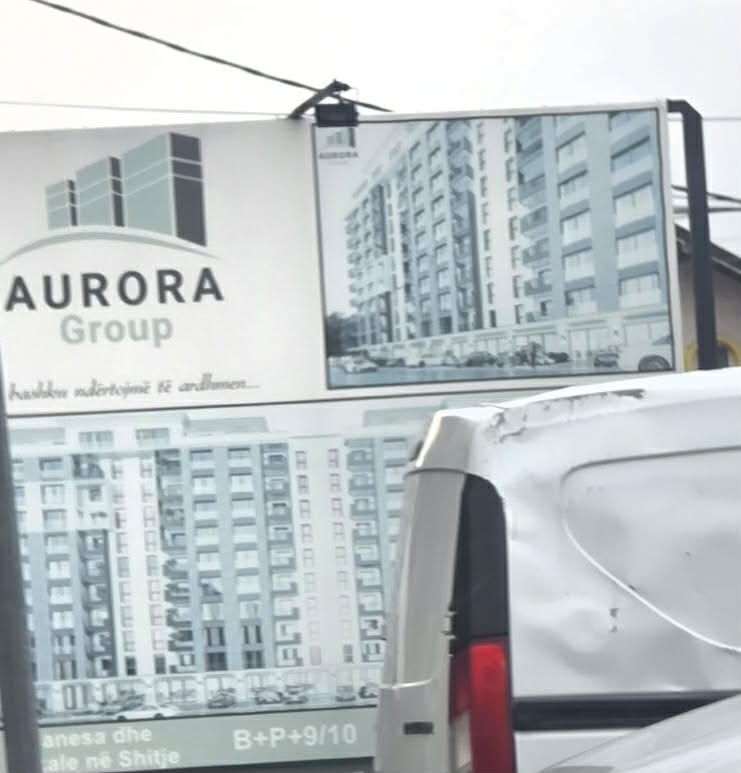 AURORA
Group
bashku ndërtojmë të ardhmen...
AURORA
anesa dhe
ale në Shitje
B+P+9/10